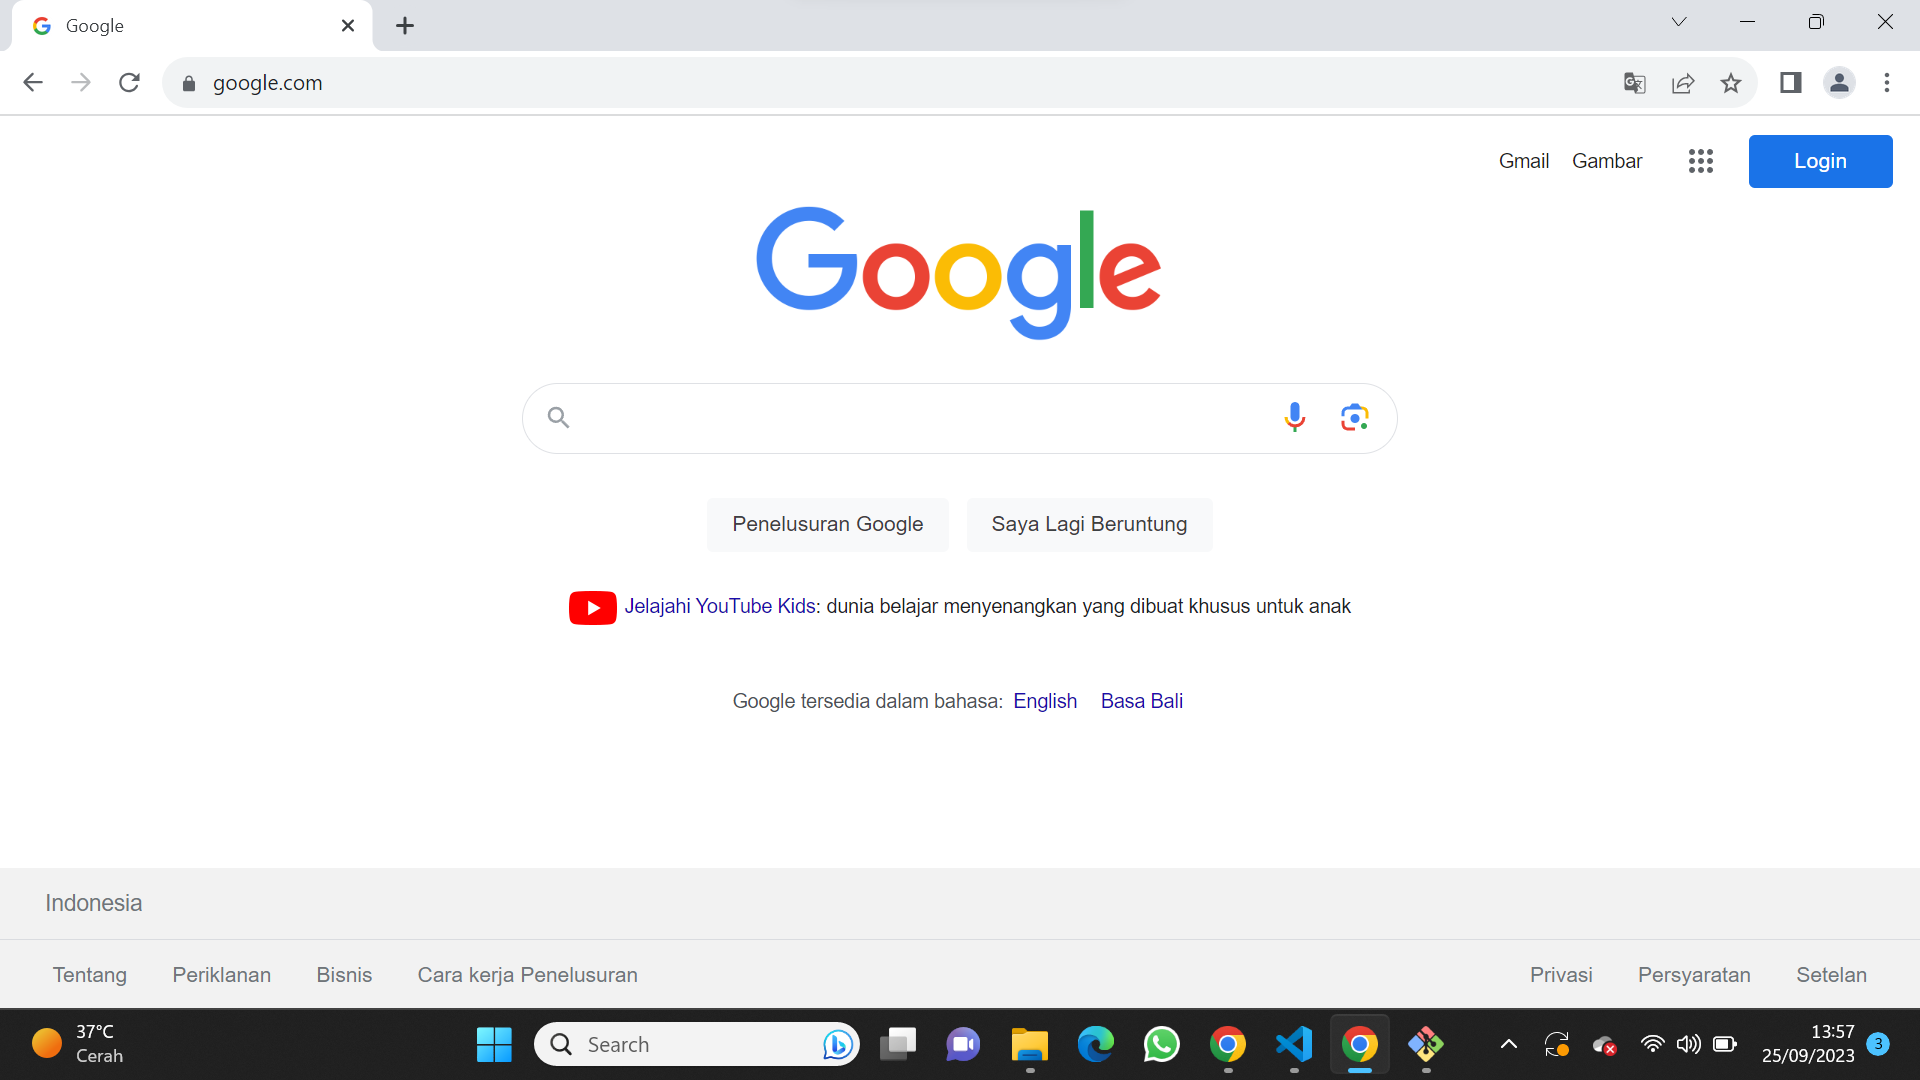 Google
google.com
Gmail Gambar Login
Google
Penelusuran Google Saya Lagi Beruntung
Jelajahi YouTube Kids: dunia belajar menyenangkan yang dibuat khusus untuk anak
Google tersedia dalam bahasa: English Basa Bali
Indonesia
Tentang Periklanan Bisnis Cara kerja Penelusuran Privasi Persyaratan Setelan
37°C
Cerah
Search
13:57
25/09/2023
3